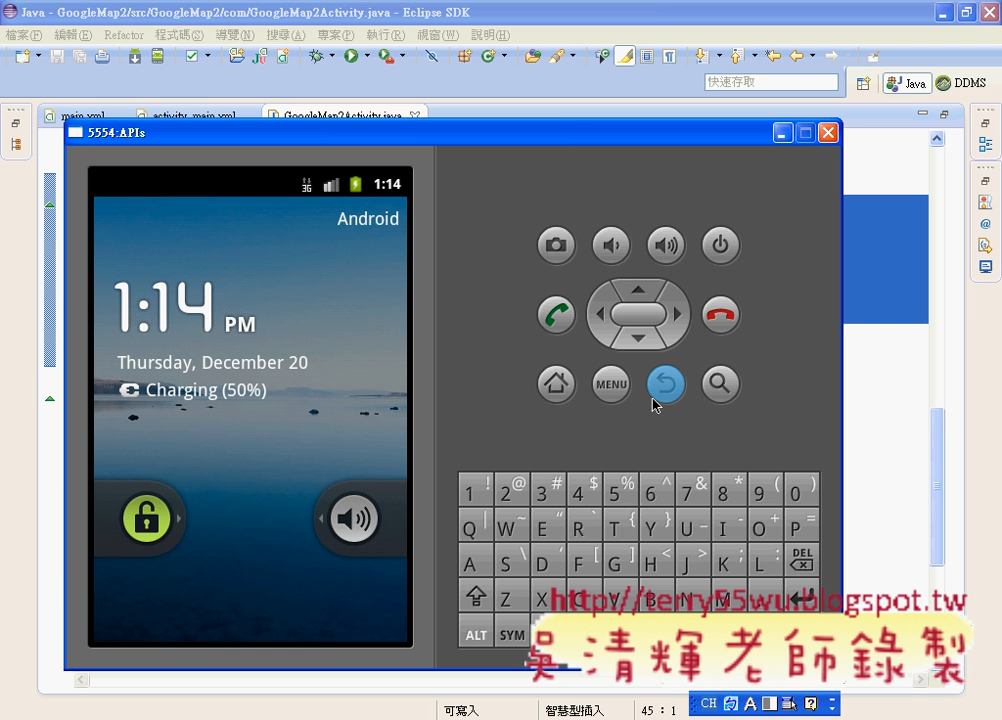 Java - GoogleMap2/src/GoogleMap2/com/GoogleMap2Activity.java - Eclipse SDK
檔案(F) 編輯(E) Refactor 程式碼(S) 導覽(N) 搜尋(A) 專案(P) 執行(R) 視窗(W) 說明(H)
快速存取
Java
DDMS
main.xml activity_main.xml GoogleMap2Activity.java
5554:APIs
3G 1:14
Android
1:14 PM
Thursday, December 20
Charging (50%)
MENU
1 ! 2 @ 3 # 4 $ 5 % 6 ^ 7 & 8 * 9 ( 0 )
Q | W ~ E " R ` T { Y } U _ I - O + P =
A S \ D ' F [ G ] H < J > K ; L : DEL
Z X C V B N M
ALT SYM
http://terry55wu.blogspot.tw
吳清輝老師錄製
可寫入 智慧型插入 45 : 1
CH